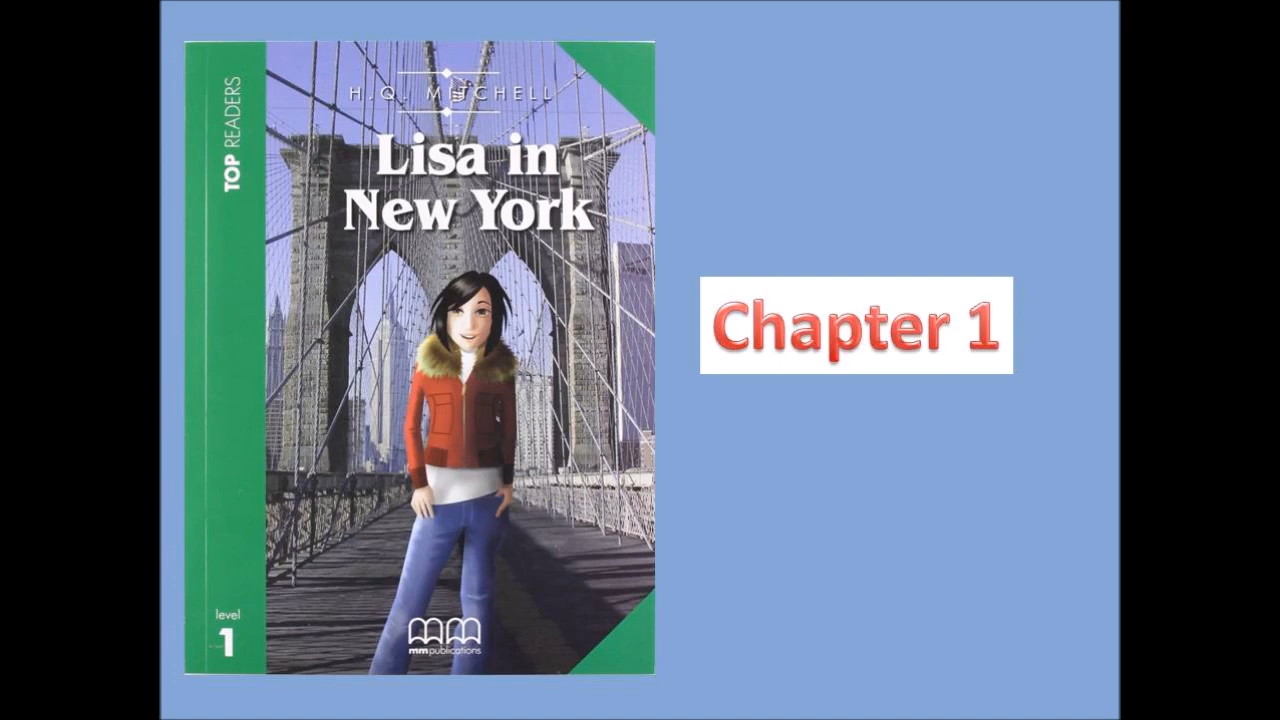 TOP READERS
H. Q. MITCHELL
Lisa in
New York
Chapter 1
level
1
mm publications